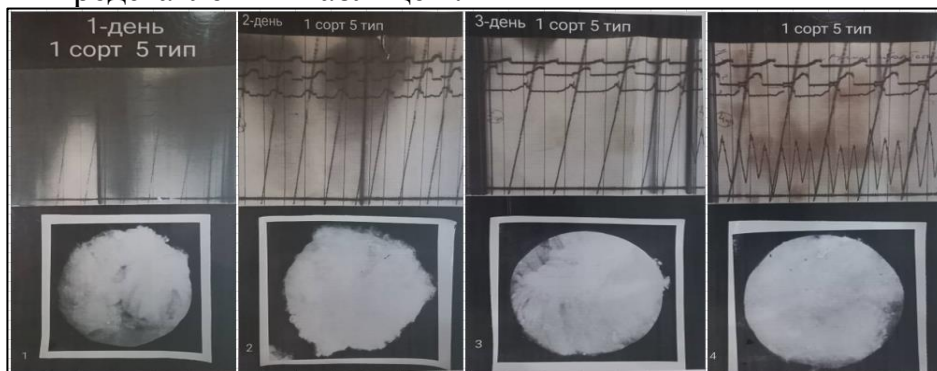 1-день
1 сорт 5 тип
2-день
1 сорт 5 тип
3-день
1 сорт 5 тип
1 сорт 5 тип
1
2
3
4